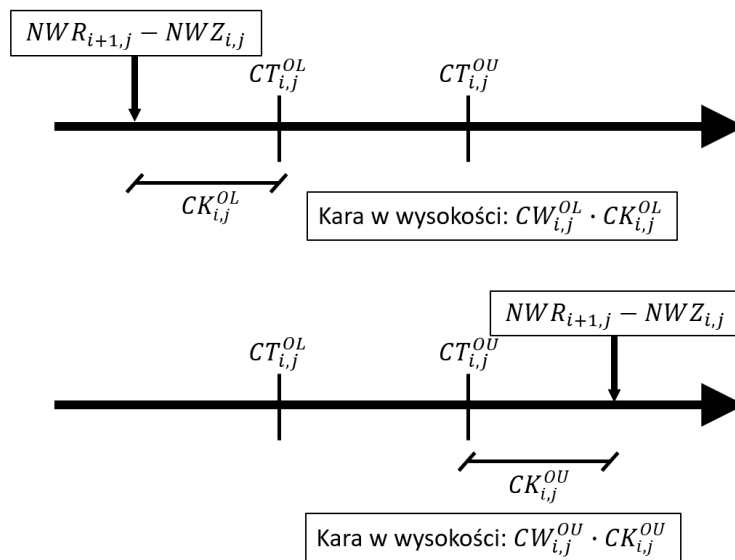 NWR_{i+1,j} − NWZ_{i,j}
CT_{i,j}^{OL} CT_{i,j}^{OU}
CK_{i,j}^{OL}
Kara w wysokości: CW_{i,j}^{OL} · CK_{i,j}^{OL}
NWR_{i+1,j} − NWZ_{i,j}
CT_{i,j}^{OL} CT_{i,j}^{OU}
CK_{i,j}^{OU}
Kara w wysokości: CW_{i,j}^{OU} · CK_{i,j}^{OU}